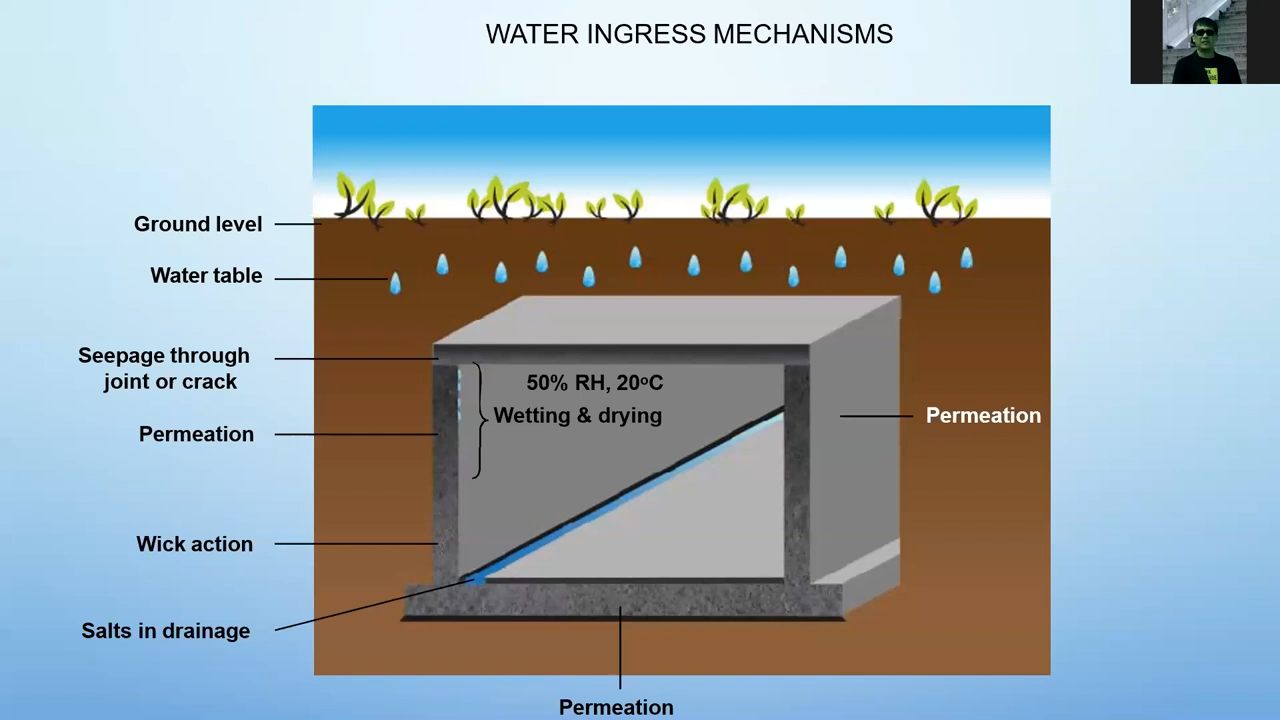 WATER INGRESS MECHANISMS
Ground level
Water table
Seepage through
joint or crack
50% RH, 20ºC
Wetting & drying
Permeation
Permeation
Wick action
Salts in drainage
Permeation